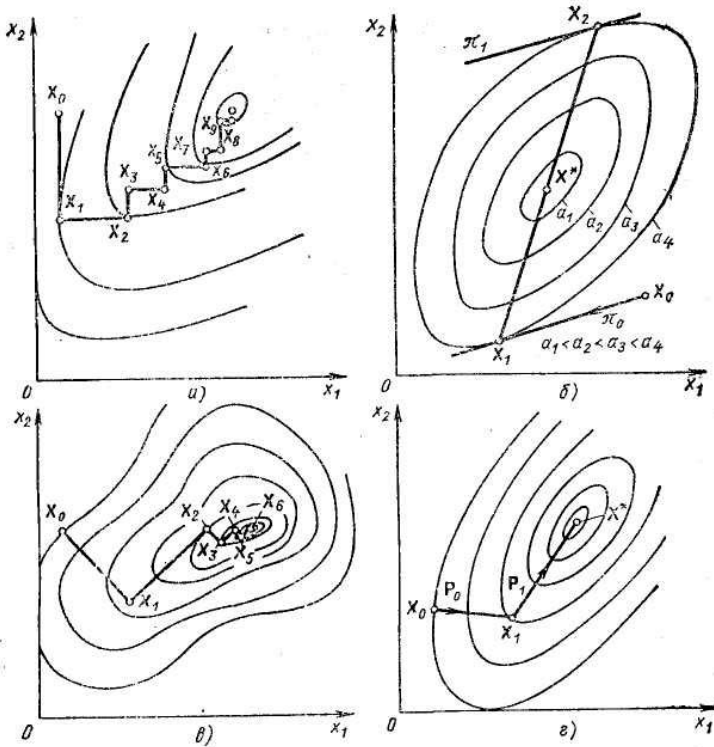 x₂
X₀
X₁
X₂
X₃
X₄
X₅
X₆
X₇
X₈
X₉
0
x₁
а)
x₂
π₁
X₂
X*
a₁
a₂
a₃
a₄
X₀
π₀
X₁
a₁<a₂<a₃<a₄
0
x₁
б)
x₂
X₀
X₁
X₂
X₃
X₄
X₅
X₆
0
x₁
в)
x₂
X₀
P₀
X₁
P₁
X*
0
x₁
г)